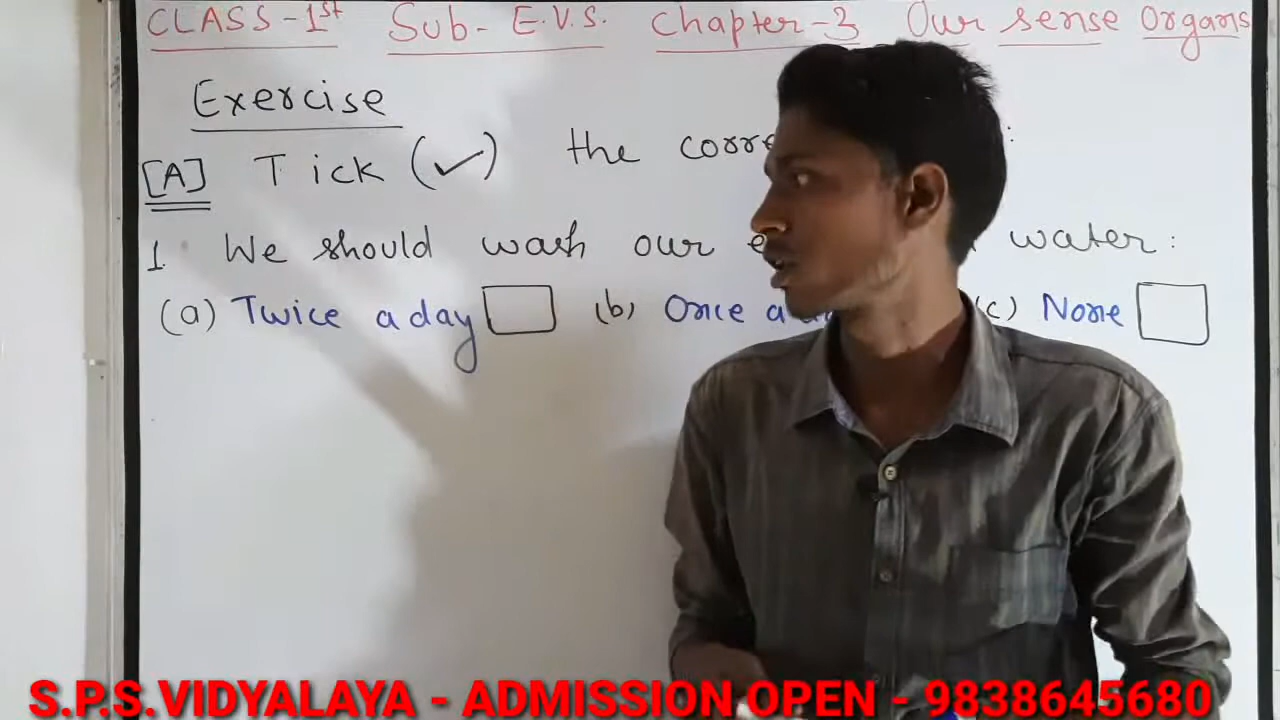 CLASS-1st Sub- E.V.S. Chapter-3 Our sense Organs
Exercise
[A] Tick (✓) the :
1. We should wash our water:
(a) Twice a day (b) Once a (c) None
S.P.S.VIDYALAYA - ADMISSION OPEN - 9838645680